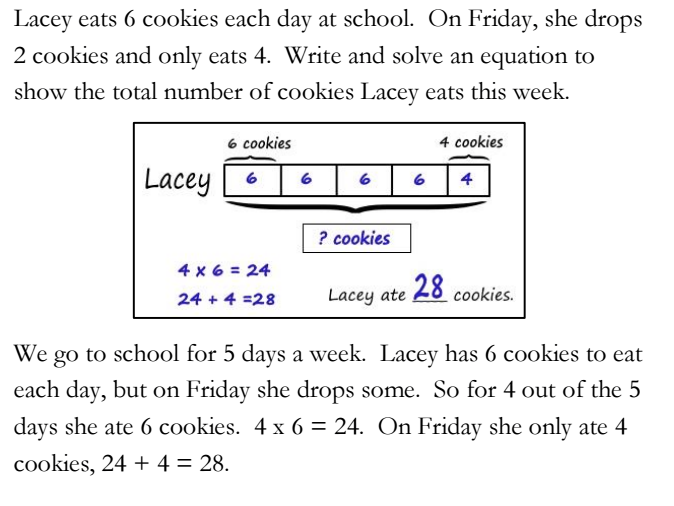 Lacey eats 6 cookies each day at school.  On Friday, she drops
2 cookies and only eats 4.  Write and solve an equation to
show the total number of cookies Lacey eats this week.
6 cookies
4 cookies
Lacey 6 6 6 6 4
? cookies
4 x 6 = 24
24 + 4 =28
Lacey ate 28 cookies.
We go to school for 5 days a week.  Lacey has 6 cookies to eat
each day, but on Friday she drops some.  So for 4 out of the 5
days she ate 6 cookies.  4 x 6 = 24.  On Friday she only ate 4
cookies, 24 + 4 = 28.